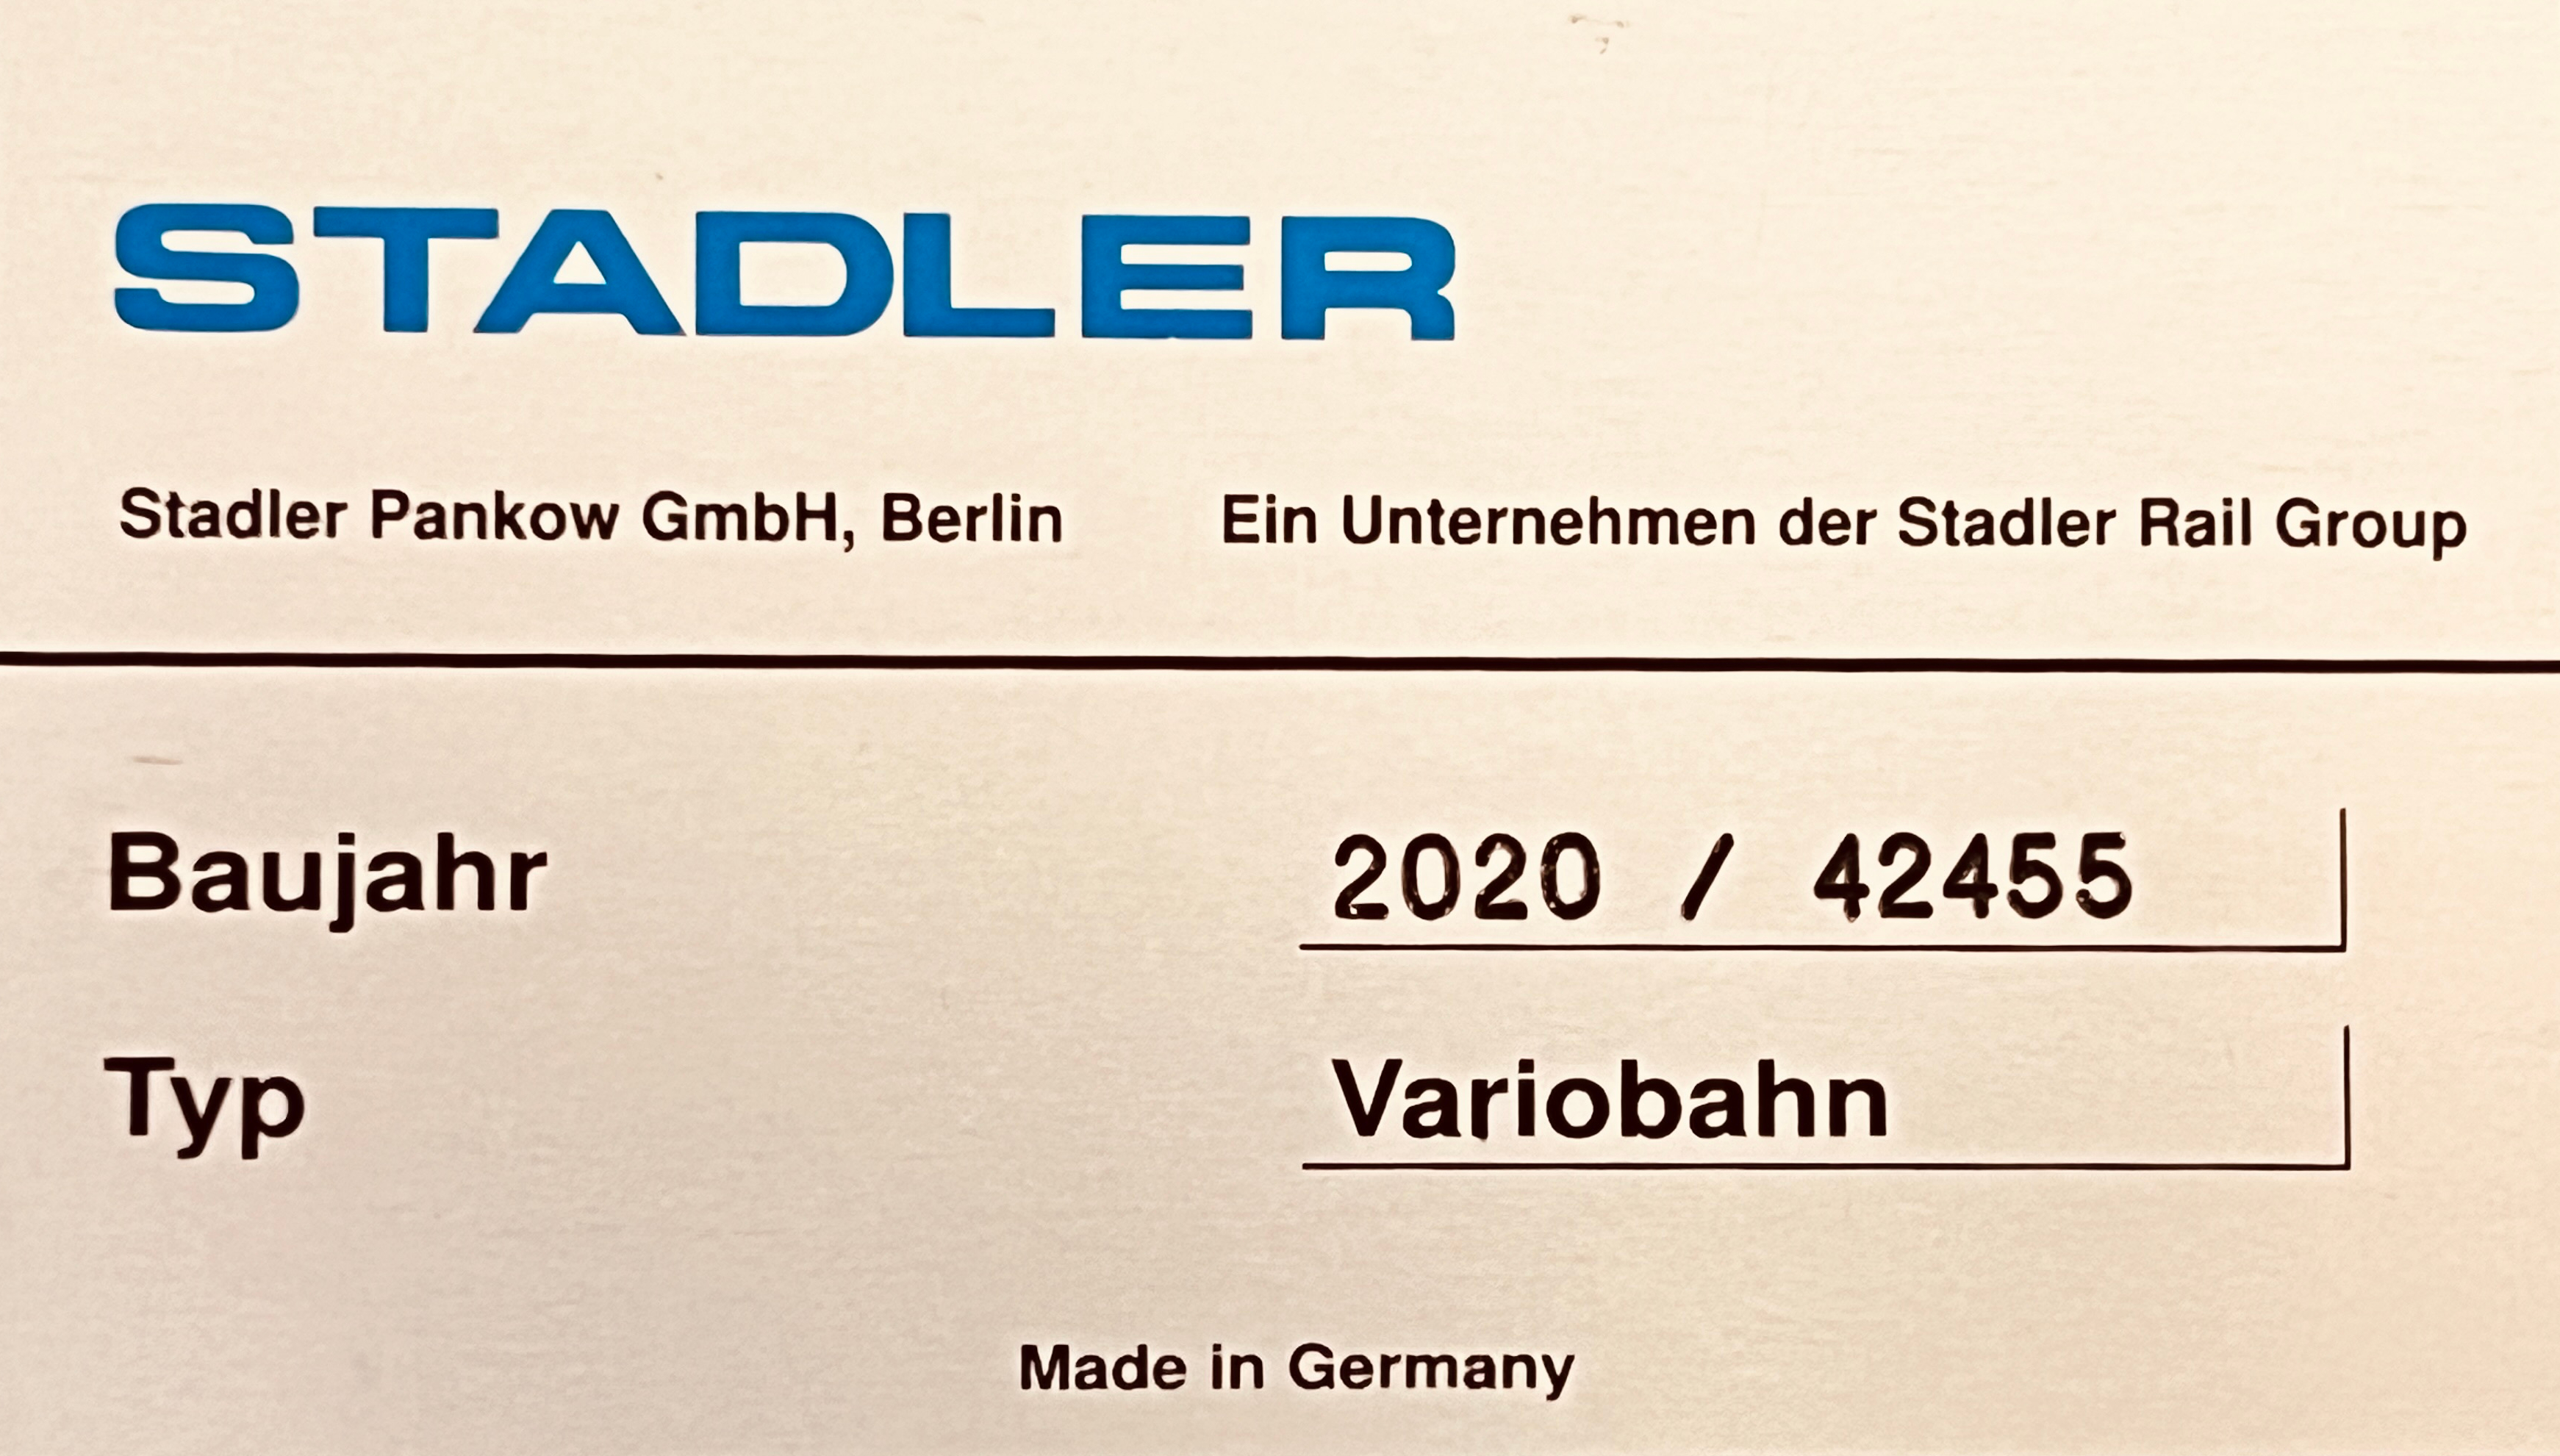 STADLER
Stadler Pankow GmbH, Berlin Ein Unternehmen der Stadler Rail Group
Baujahr 2020 / 42455
Typ Variobahn
Made in Germany